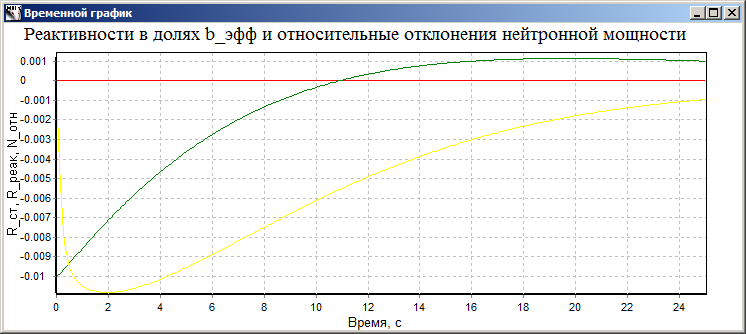 Временной график
Реактивности в долях b_эфф и относительные отклонения нейтронной мощности
R_ст, R_реак, N_отн
0.001
0
-0.001
-0.002
-0.003
-0.004
-0.005
-0.006
-0.007
-0.008
-0.009
-0.01
0 2 4 6 8 10 12 14 16 18 20 22 24
Время, с